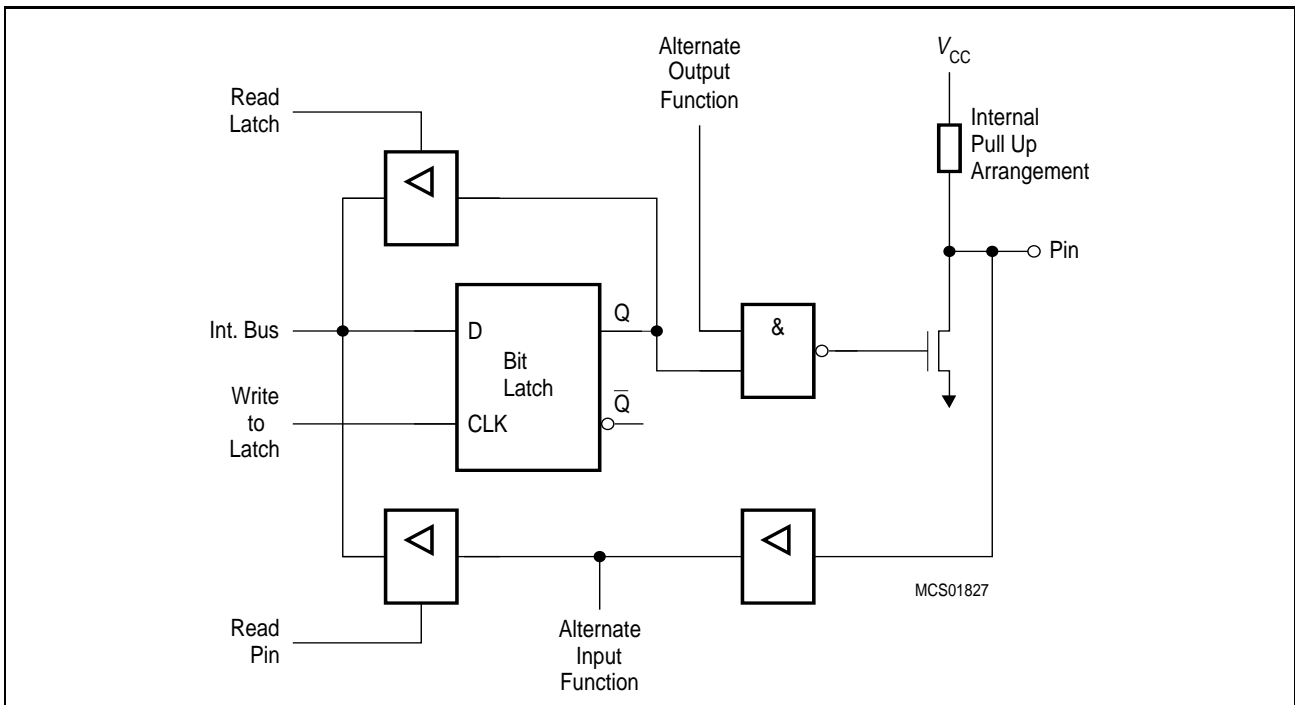 Alternate
Output
Function
V_CC
Read
Latch
Internal
Pull Up
Arrangement
Pin
Int. Bus
D
Q
&
Bit
Latch
Q̅
Write
to
Latch
CLK
MCS01827
Read
Pin
Alternate
Input
Function